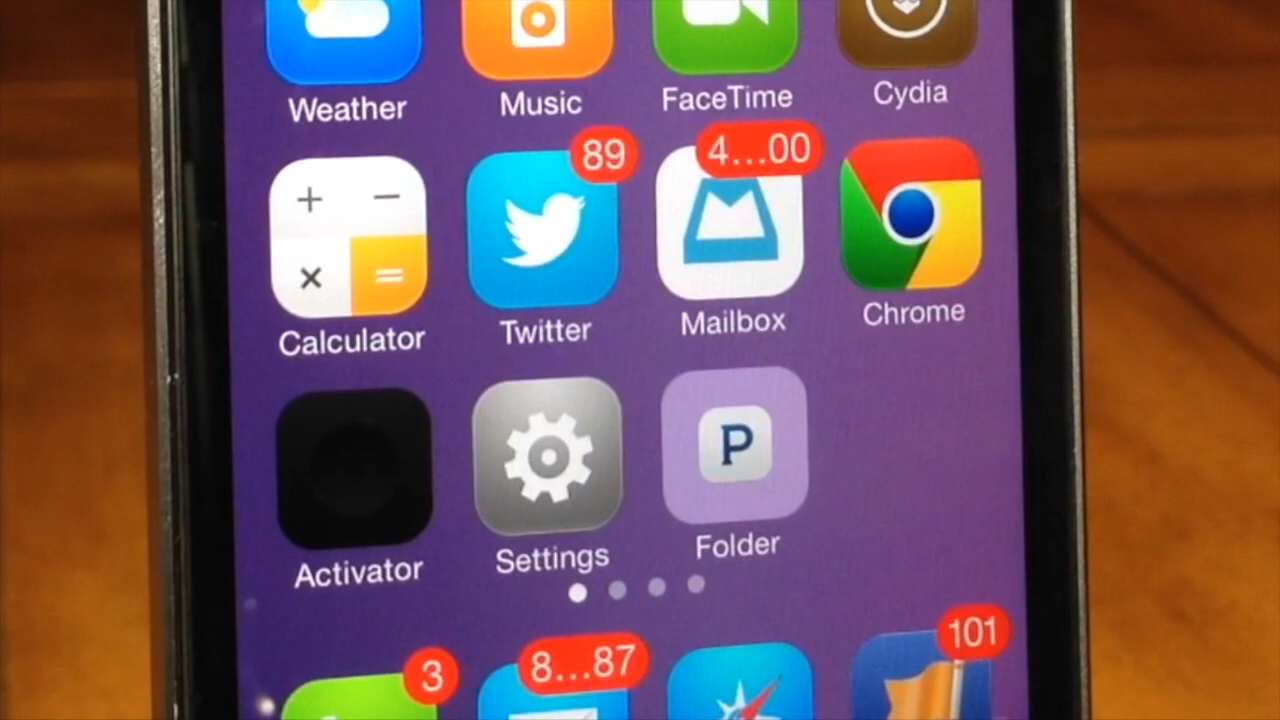 Weather Music FaceTime Cydia
89 4...00
+ −
× =
Calculator Twitter Mailbox Chrome
P
Activator Settings Folder
3 8...87 101